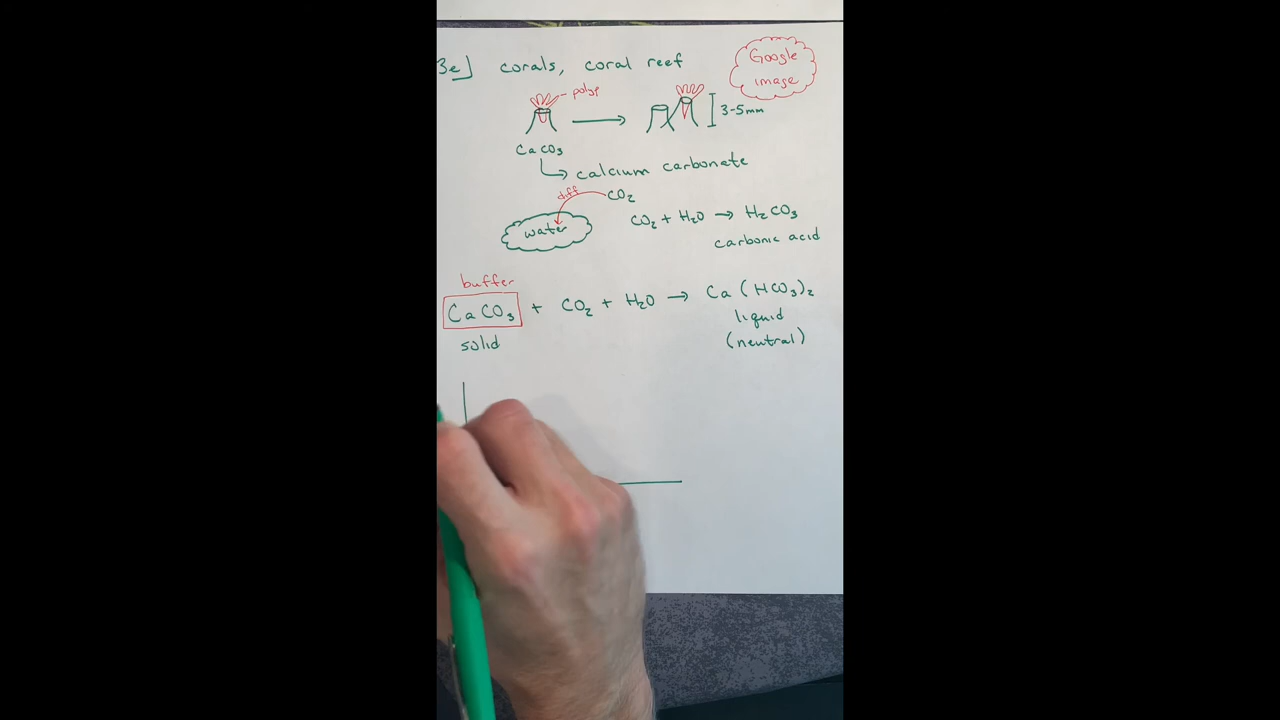 3e] corals, coral reef
Google
image
polyp
3-5mm
CaCO3
calcium carbonate
diff
CO2
water
CO2 + H2O → H2CO3
carbonic acid
buffer
CaCO3 + CO2 + H2O → Ca(HCO3)2
solid
liquid
(neutral)